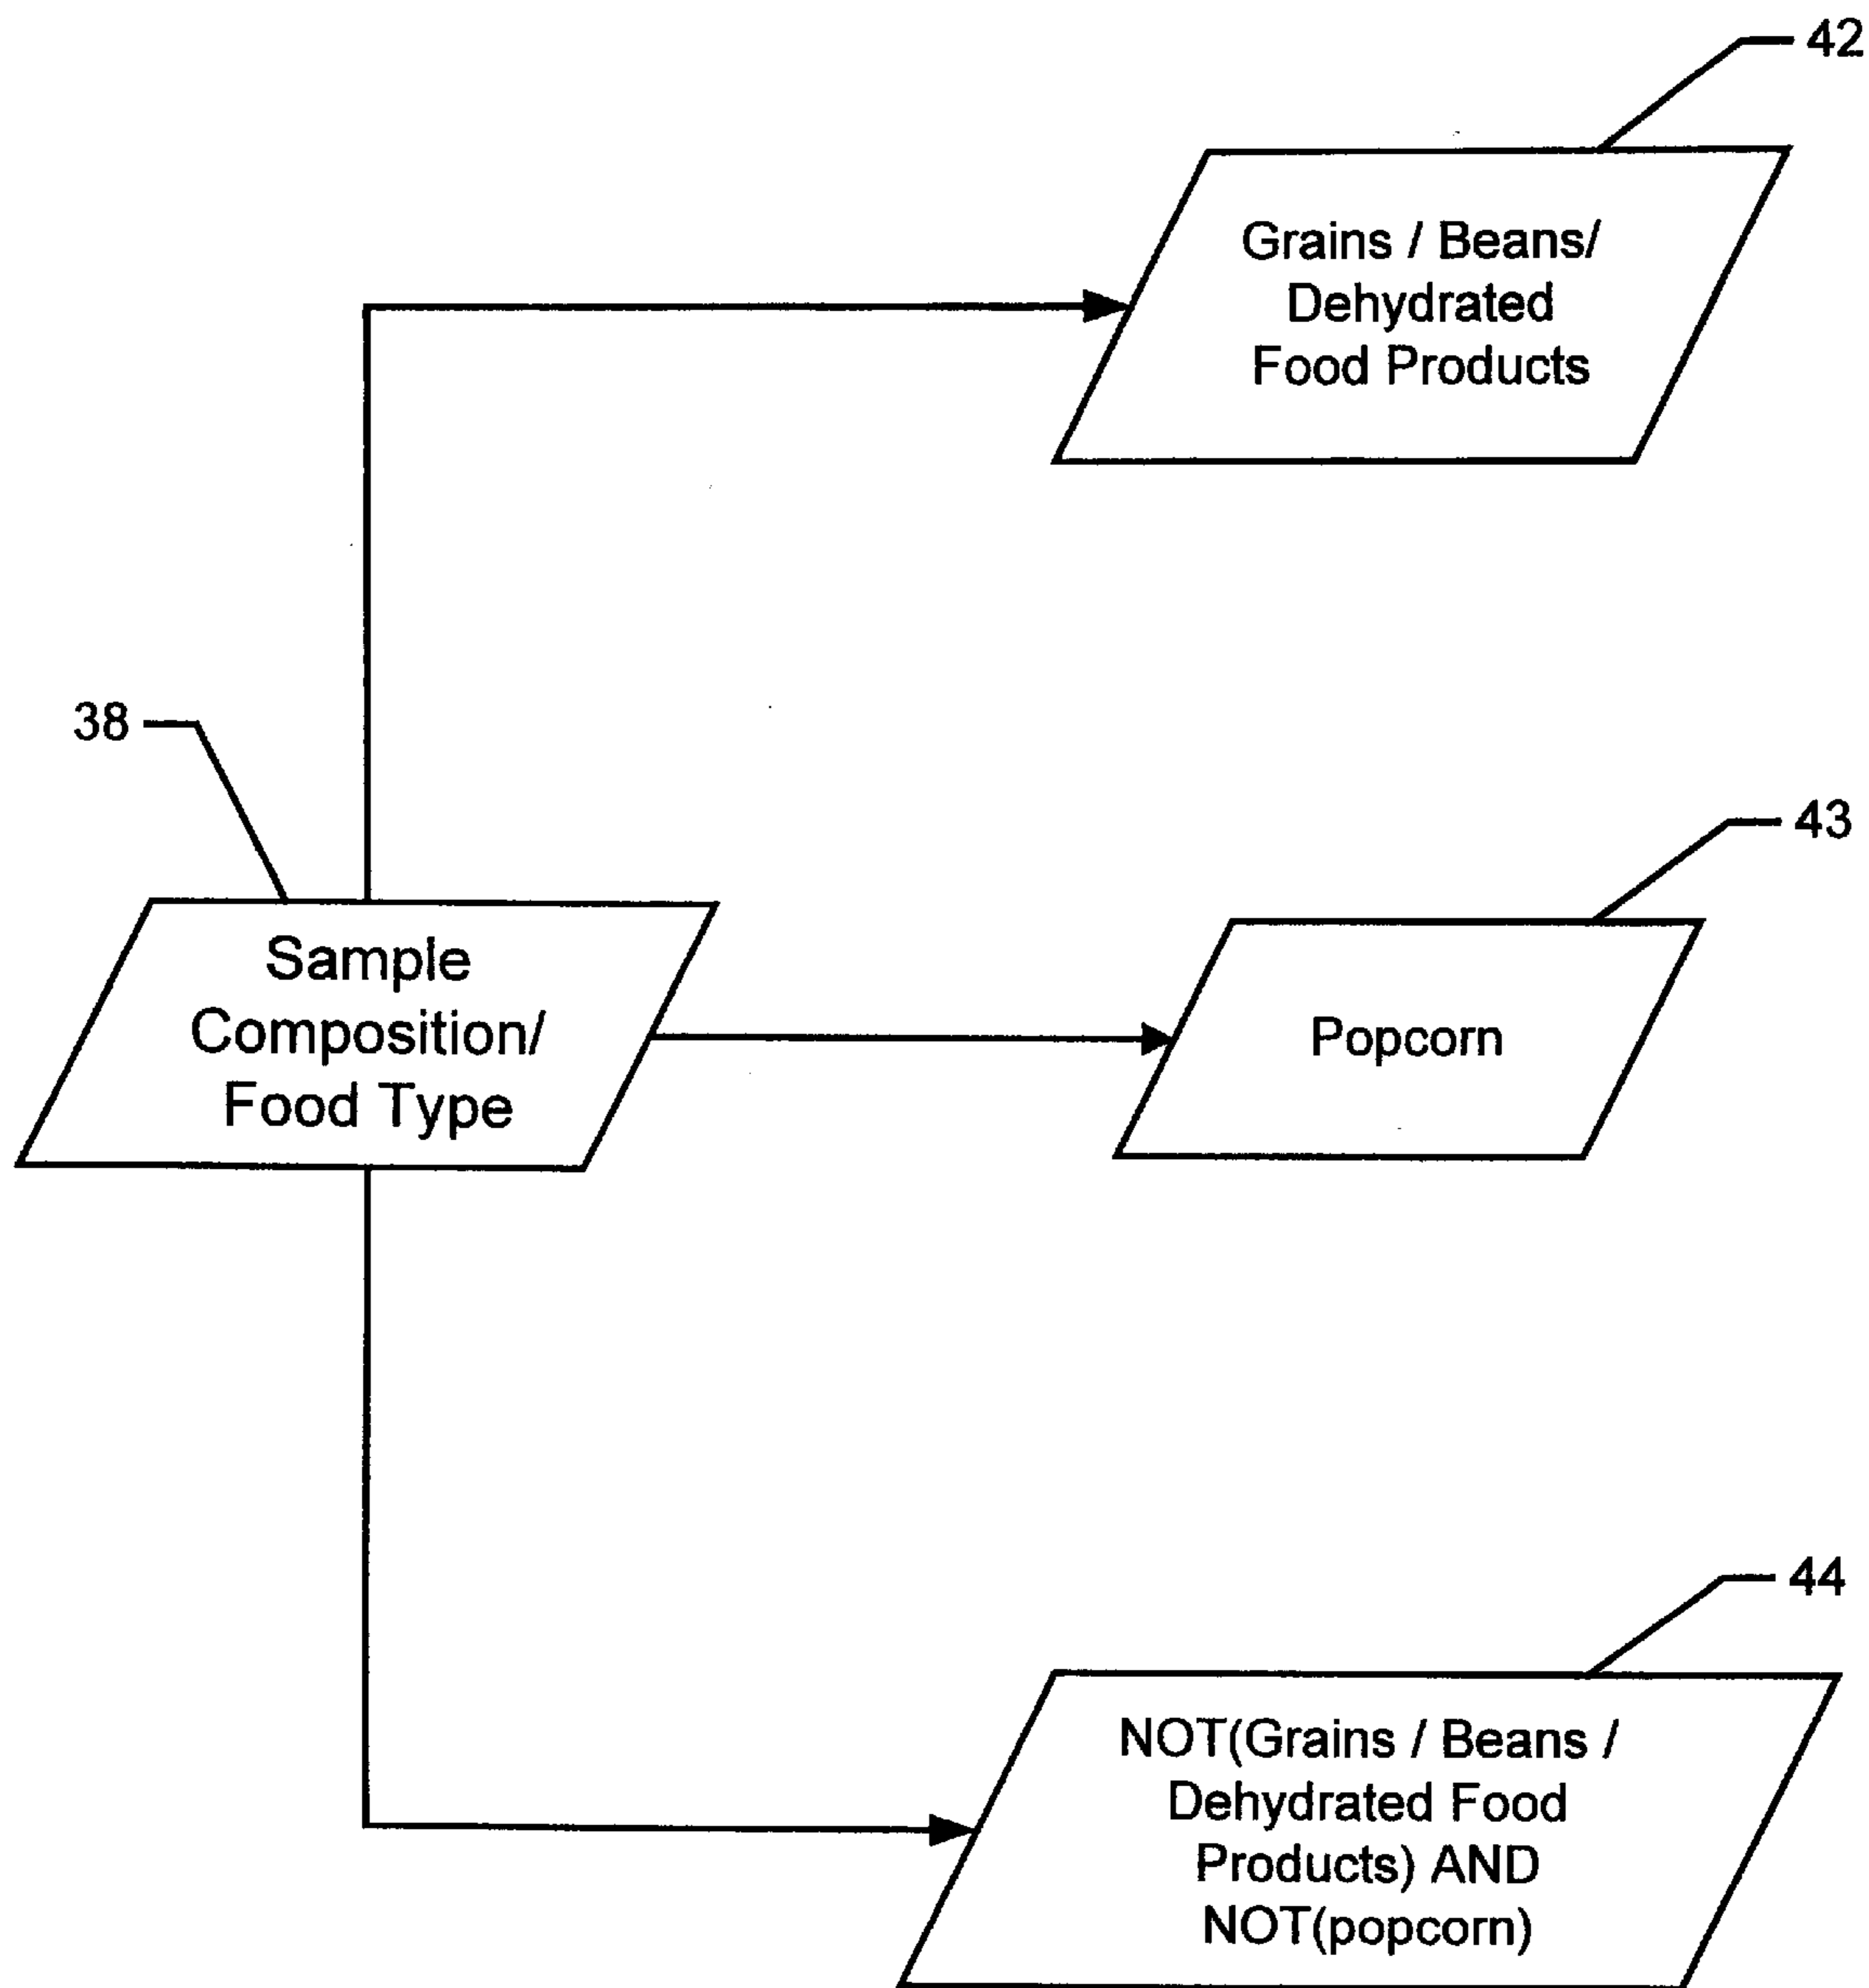 42
Grains / Beans/
Dehydrated
Food Products
38
43
Sample
Composition/
Food Type
Popcorn
44
NOT(Grains / Beans /
Dehydrated Food
Products) AND
NOT(popcorn)